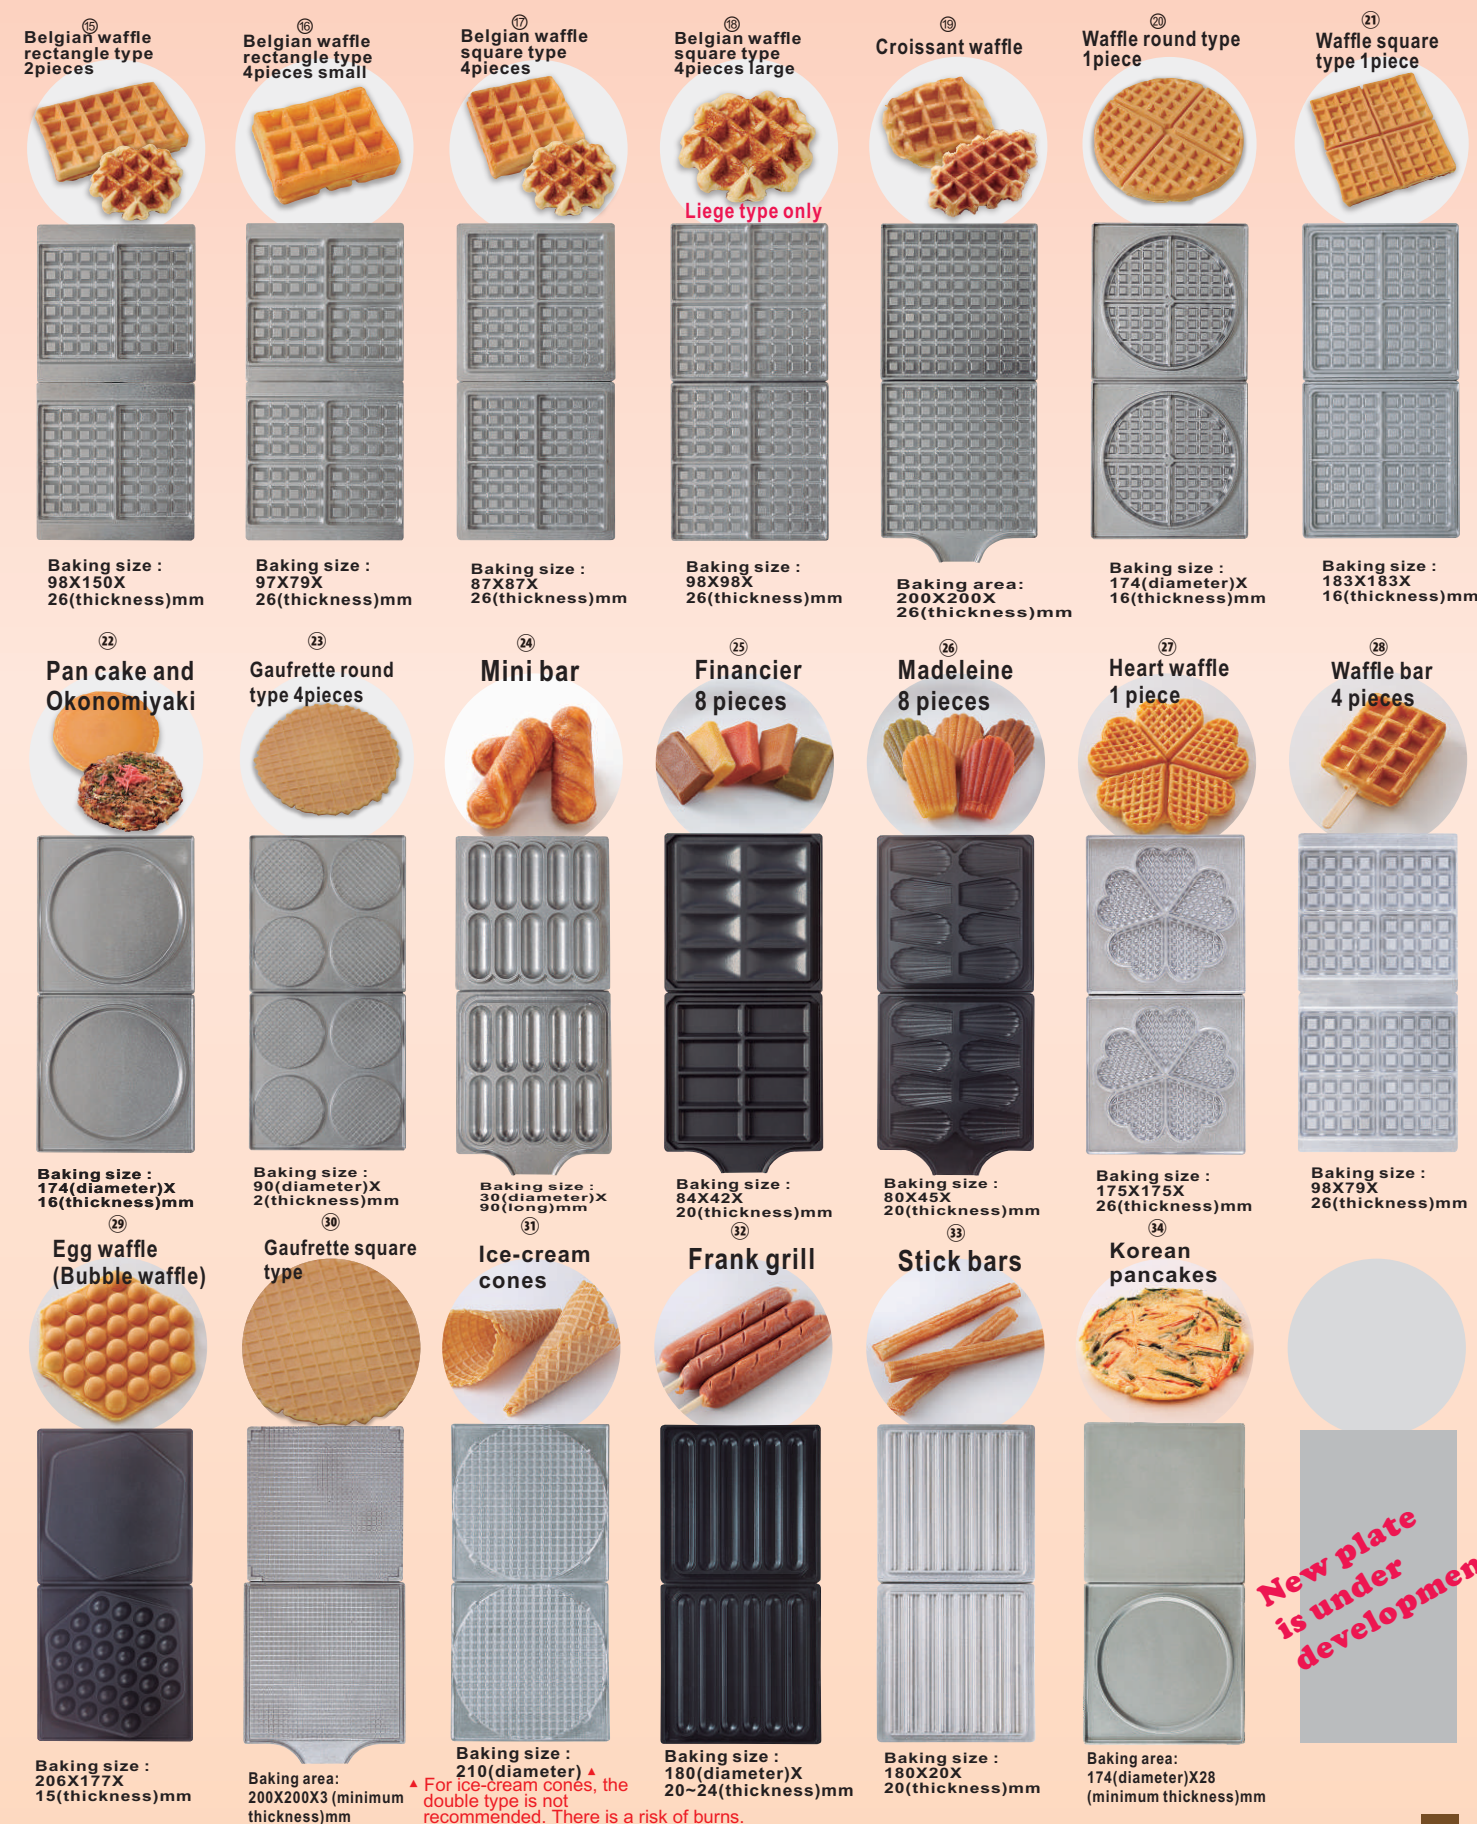 ⑮
Belgian waffle
rectangle type
2pieces
Baking size :
98X150X
26(thickness)mm
⑯
Belgian waffle
rectangle type
4pieces small
Baking size :
97X79X
26(thickness)mm
⑰
Belgian waffle
square type
4pieces
Baking size :
87X87X
26(thickness)mm
⑱
Belgian waffle
square type
4pieces large
Liege type only
Baking size :
98X98X
26(thickness)mm
⑲
Croissant waffle
Baking area:
200X200X
26(thickness)mm
⑳
Waffle round type
1piece
Baking size :
174(diameter)X
16(thickness)mm
㉑
Waffle square
type 1piece
Baking size :
183X183X
16(thickness)mm
㉒
Pan cake and
Okonomiyaki
Baking size :
174(diameter)X
16(thickness)mm
㉓
Gaufrette round
type 4pieces
Baking size :
90(diameter)X
2(thickness)mm
㉔
Mini bar
Baking size :
30(diameter)X
90(long)mm
㉕
Financier
8 pieces
Baking size :
84X42X
20(thickness)mm
㉖
Madeleine
8 pieces
Baking size :
80X45X
20(thickness)mm
㉗
Heart waffle
1 piece
Baking size :
175X175X
26(thickness)mm
㉘
Waffle bar
4 pieces
Baking size :
98X79X
26(thickness)mm
㉙
Egg waffle
(Bubble waffle)
Baking size :
206X177X
15(thickness)mm
㉚
Gaufrette square
type
Baking area:
200X200X3 (minimum
thickness)mm
㉛
Ice-cream
cones
Baking size :
210(diameter) ▲
▲ For ice-cream cones, the
double type is not
recommended. There is a risk of burns.
㉜
Frank grill
Baking size :
180(diameter)X
20~24(thickness)mm
㉝
Stick bars
Baking size :
180X20X
20(thickness)mm
㉞
Korean
pancakes
Baking area:
174(diameter)X28
(minimum thickness)mm
New plate
is under
developmen